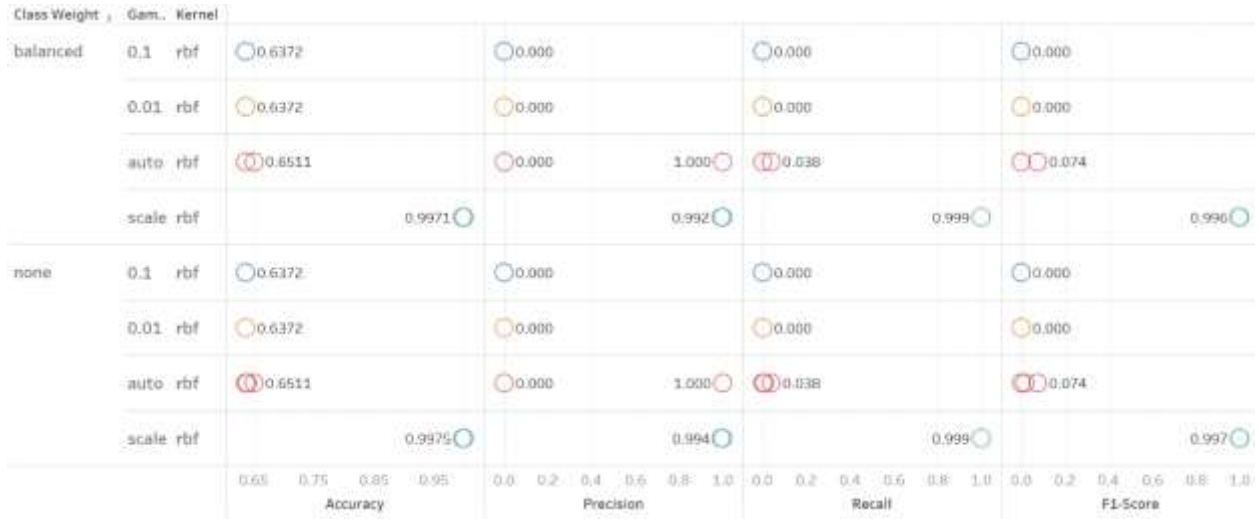 Class Weight Gam.. Kernel
balanced 0.1 rbf 0.6372 0.000 0.000 0.000
0.01 rbf 0.6372 0.000 0.000 0.000
auto rbf 0.6511 0.000 1.000 0.038 0.074
scale rbf 0.9971 0.992 0.999 0.996
none 0.1 rbf 0.6372 0.000 0.000 0.000
0.01 rbf 0.6372 0.000 0.000 0.000
auto rbf 0.6511 0.000 1.000 0.038 0.074
scale rbf 0.9975 0.994 0.999 0.997
0.65 0.75 0.85 0.95 0.0 0.2 0.4 0.6 0.8 1.0 0.0 0.2 0.4 0.6 0.8 1.0 0.0 0.2 0.4 0.6 0.8 1.0
Accuracy Precision Recall F1-Score